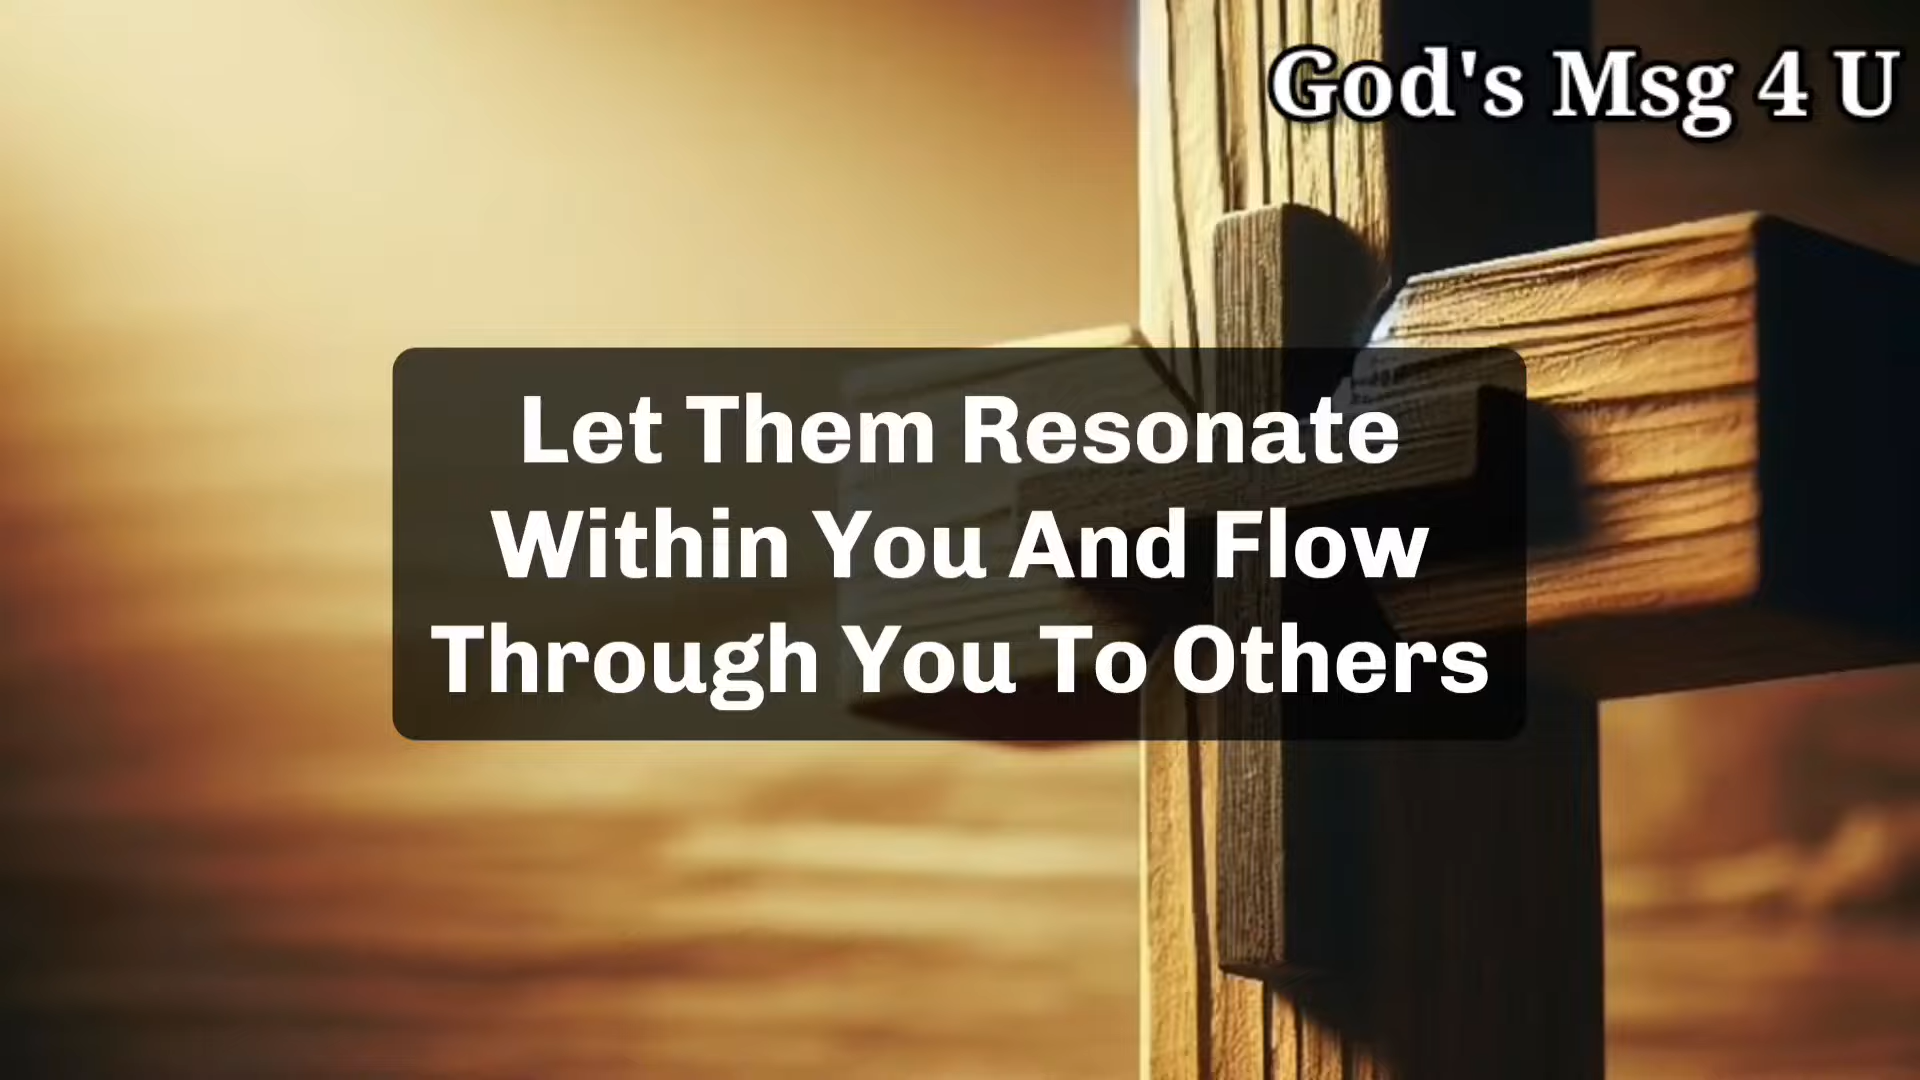 God's Msg 4 U
Let Them Resonate
Within You And Flow
Through You To Others